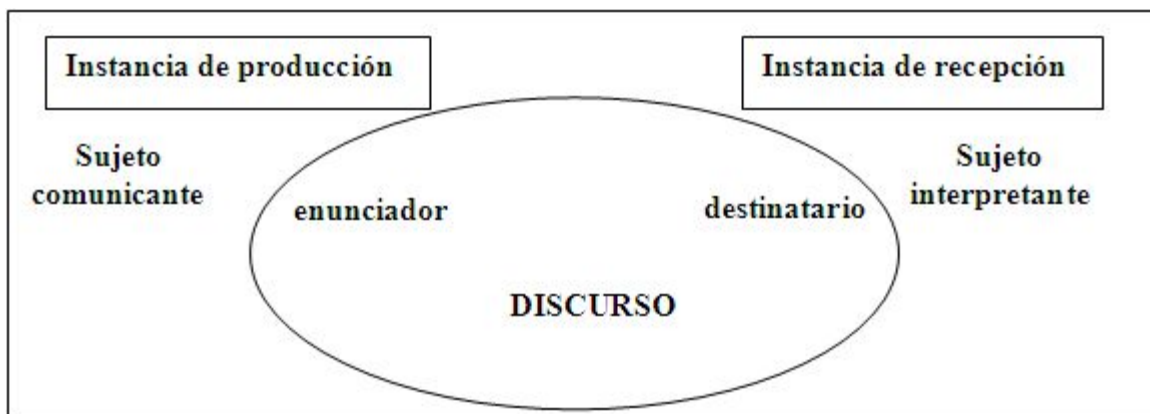 Instancia de producción
Instancia de recepción
Sujeto
comunicante
enunciador
destinatario
Sujeto
interpretante
DISCURSO